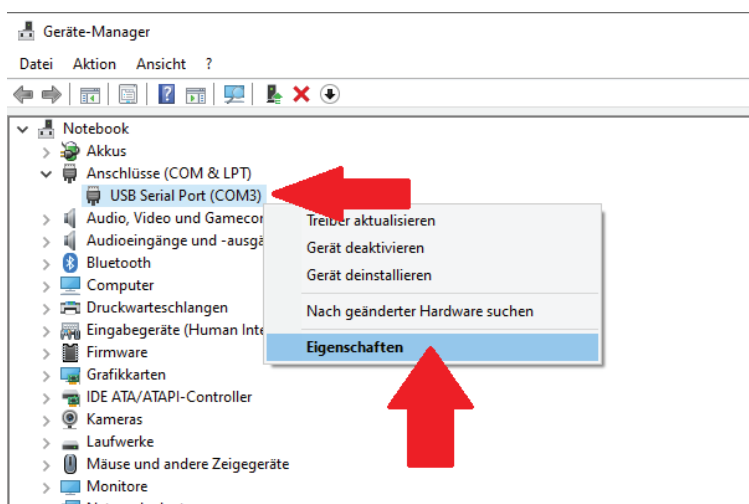 Geräte-Manager
Datei Aktion Ansicht ?
Notebook
Akkus
Anschlüsse (COM & LPT)
USB Serial Port (COM3)
Audio, Video und Gamecor
Audioeingänge und -ausgä
Bluetooth
Computer
Druckwarteschlangen
Eingabegeräte (Human Inte
Firmware
Grafikkarten
IDE ATA/ATAPI-Controller
Kameras
Laufwerke
Mäuse und andere Zeigegeräte
Monitore
Treiber aktualisieren
Gerät deaktivieren
Gerät deinstallieren
Nach geänderter Hardware suchen
Eigenschaften